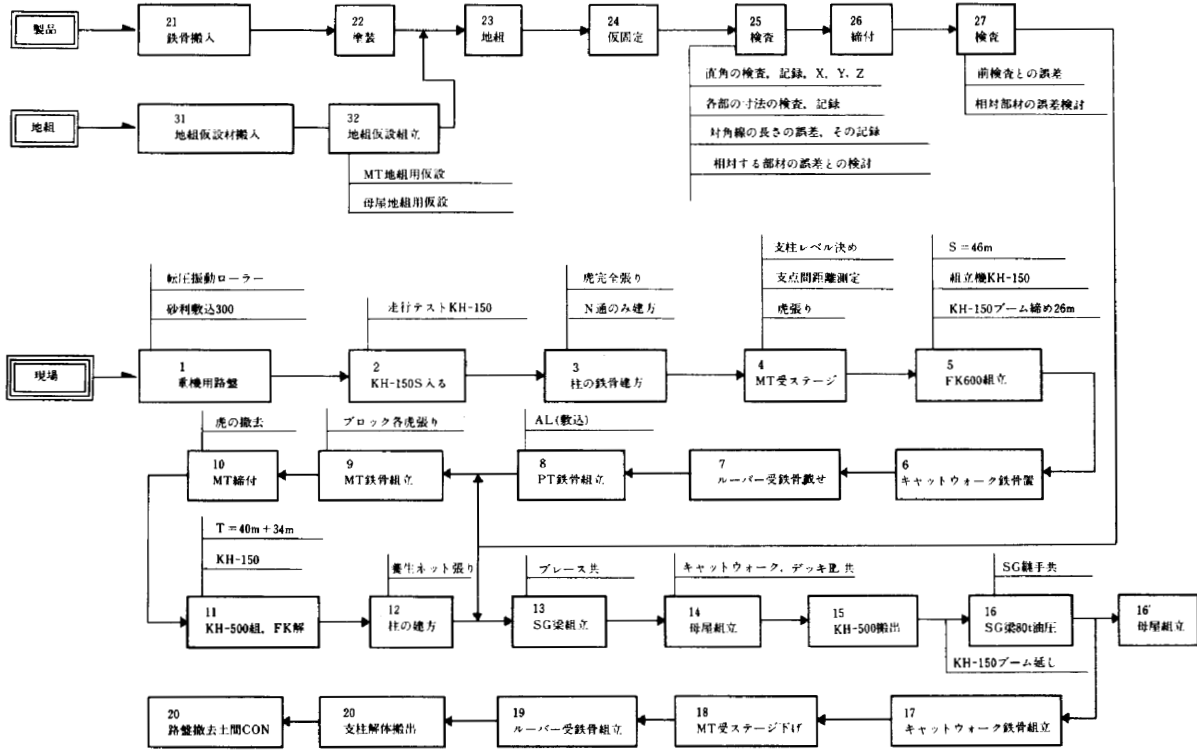 製品
21
鉄骨搬入
22
塗装
23
地組
24
仮固定
25
検査
26
締付
27
検査
直角の検査，記録，X，Y，Z
各部の寸法の検査，記録
対角線の長さの誤差，その記録
相対する部材の誤差との検討
前検査との誤差
相対部材の誤差検討
地組
31
地組仮設材搬入
32
地組仮設組立
MT地組用仮設
母屋地組用仮設
転圧振動ローラー
砂利敷込300
走行テストKH-150
虎完全張り
N通のみ建方
支柱レベル決め
支点間距離測定
虎張り
S＝46m
組立機KH-150
KH-150ブーム締め26m
現場
1
重機用路盤
2
KH-150S入る
3
柱の鉄骨建方
4
MT受ステージ
5
FK600組立
虎の撤去
ブロック各虎張り
AL(敷込)
10
MT締付
9
MT鉄骨組立
8
PT鉄骨組立
7
ルーバー受鉄骨載せ
6
キャットウォーク鉄骨置
T＝40m＋34m
KH-150
養生ネット張り
ブレース共
キャットウォーク，デッキ配共
SG継手共
11
KH-500組，FK解
12
柱の建方
13
SG梁組立
14
母屋組立
15
KH-500搬出
16
SG梁80t油圧
16'
母屋組立
KH-150ブーム延し
20
路盤撤去土間CON
20
支柱解体搬出
19
ルーバー受鉄骨組立
18
MT受ステージ下げ
17
キャットウォーク鉄骨組立